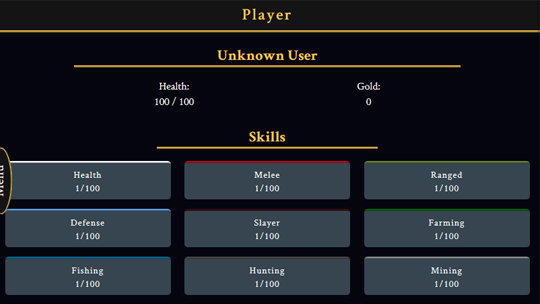 Player
Unknown User
Health: Gold:
100 / 100 0
Skills
Menu
Health Melee Ranged
1/100 1/100 1/100
Defense Slayer Farming
1/100 1/100 1/100
Fishing Hunting Mining
1/100 1/100 1/100